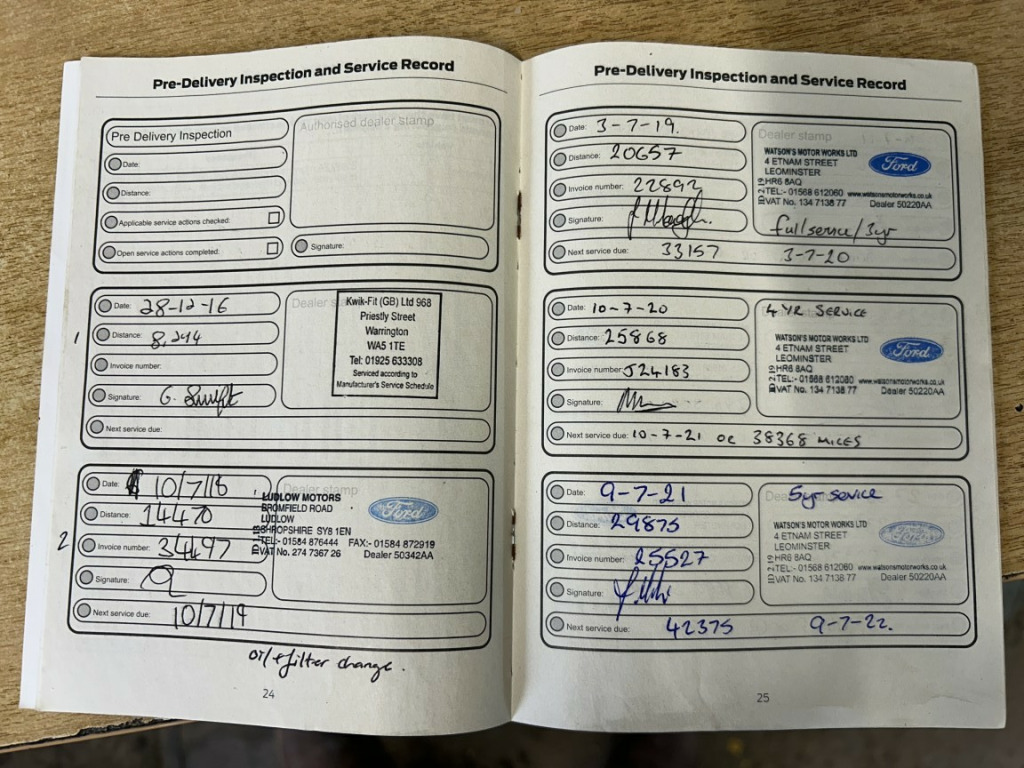 Pre-Delivery Inspection and Service Record
Pre Delivery Inspection
Authorised dealer stamp
Date:
Distance:
Applicable service actions checked:
Open service actions completed:
Signature:
1
Date: 28-12-16
Distance: 8,244
Invoice number:
Signature: G. Swift
Next service due:
Dealer
Kwik-Fit (GB) Ltd 968
Priestly Street
Warrington
WA5 1TE
Tel: 01925 633308
Serviced according to
Manufacturer's Service Schedule
2
Date: 10/7/18
Distance: 14470
Invoice number: 34497
Signature:
Next service due: 10/7/19
Dealer stamp
LUDLOW MOTORS
BROMFIELD ROAD
LUDLOW
SHROPSHIRE SY8 1EN
TEL:- 01584 876444 FAX:- 01584 872919
VAT No. 274 7367 26 Dealer 50342AA
Ford
oil & filter change.
24
Pre-Delivery Inspection and Service Record
Date: 3-7-19.
Distance: 20657
Invoice number: 22892
Signature:
Next service due: 33157 3-7-20
Dealer stamp
WATSON'S MOTOR WORKS LTD
4 ETNAM STREET
LEOMINSTER
HR6 8AQ
TEL:- 01568 612060 www.watsonsmotorworks.co.uk
VAT No. 134 7138 77 Dealer 50220AA
Ford
full service/3yr
Date: 10-7-20
Distance: 25868
Invoice number: J24183
Signature:
Next service due: 10-7-21 OR 38368 MILES
4 YR SERVICE
WATSON'S MOTOR WORKS LTD
4 ETNAM STREET
LEOMINSTER
HR6 8AQ
TEL:- 01568 612060 www.watsonsmotorworks.co.uk
VAT No. 134 7138 77 Dealer 50220AA
Ford
Date: 9-7-21
Distance: 29875
Invoice number: 25527
Signature:
Next service due: 42375 9-7-22.
5yr service
WATSON'S MOTOR WORKS LTD
4 ETNAM STREET
LEOMINSTER
HR6 8AQ
TEL:- 01568 612060 www.watsonsmotorworks.co.uk
VAT No. 134 7138 77 Dealer 50220AA
Ford
25